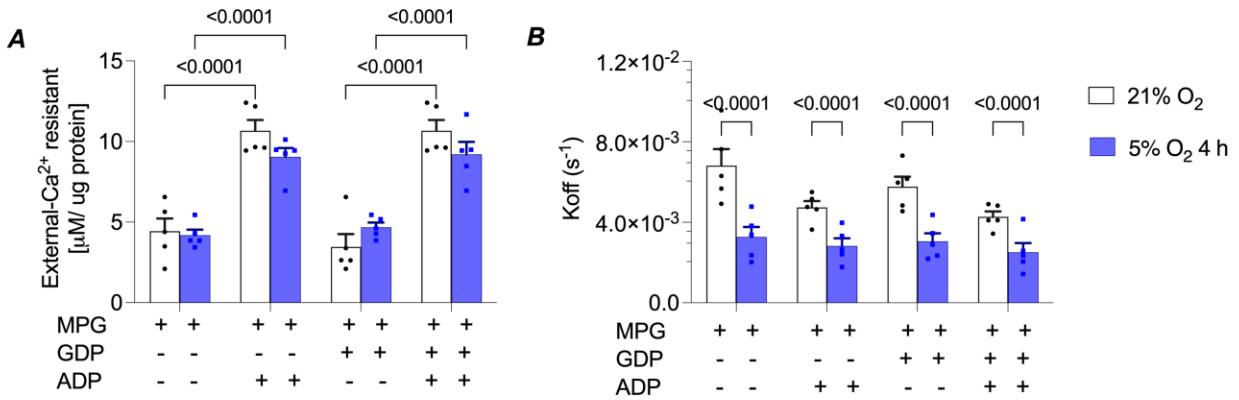 A
<0.0001 <0.0001
<0.0001 <0.0001
External-Ca²⁺ resistant
[µM/ ug protein]
15
10
5
0
MPG + + + + + + + +
GDP - - - - + + + +
ADP - - + + - - + +
B
Koff (s⁻¹)
1.2×10⁻²
8.0×10⁻³
4.0×10⁻³
0.0
<0.0001 <0.0001 <0.0001 <0.0001
MPG + + + + + + + +
GDP - - - - + + + +
ADP - - + + - - + +
21% O₂
5% O₂ 4 h